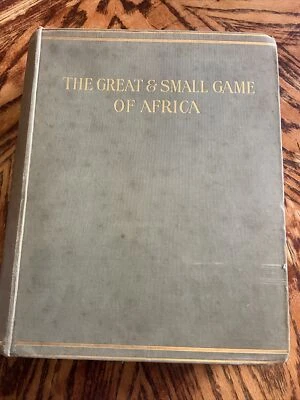 THE GREAT & SMALL GAME
OF AFRICA